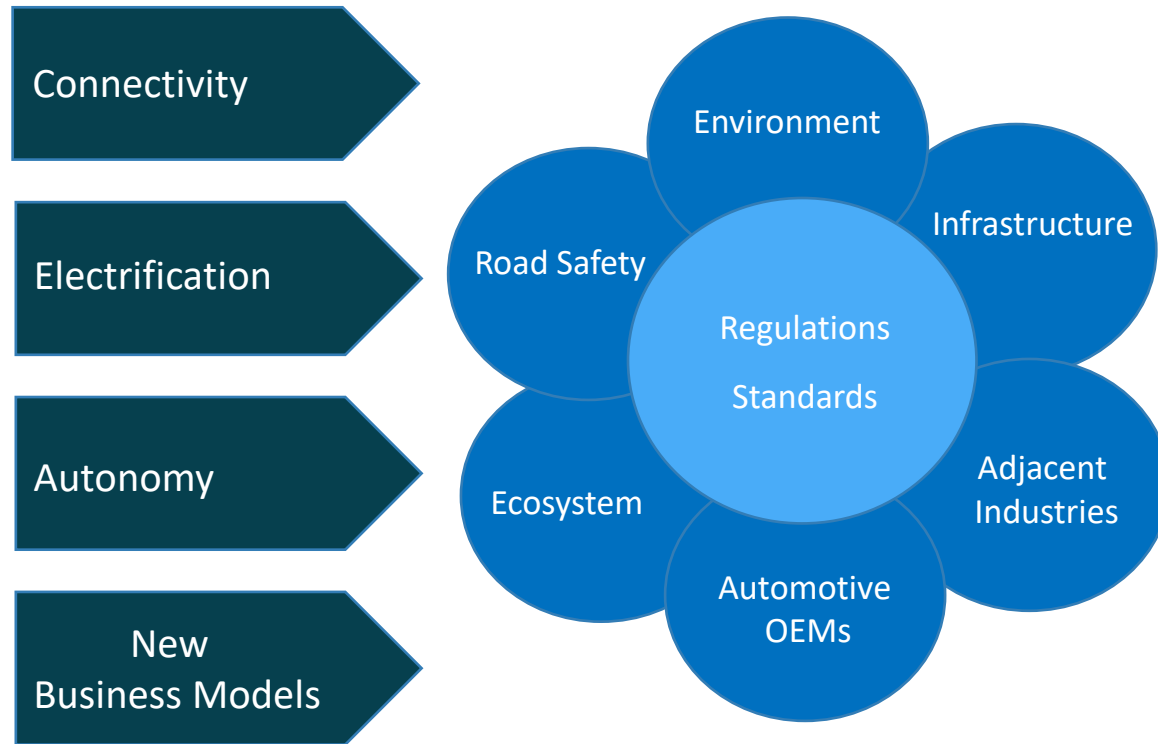 Connectivity
Electrification
Autonomy
New
Business Models
Environment
Infrastructure
Road Safety
Regulations
Standards
Adjacent
Industries
Ecosystem
Automotive
OEMs